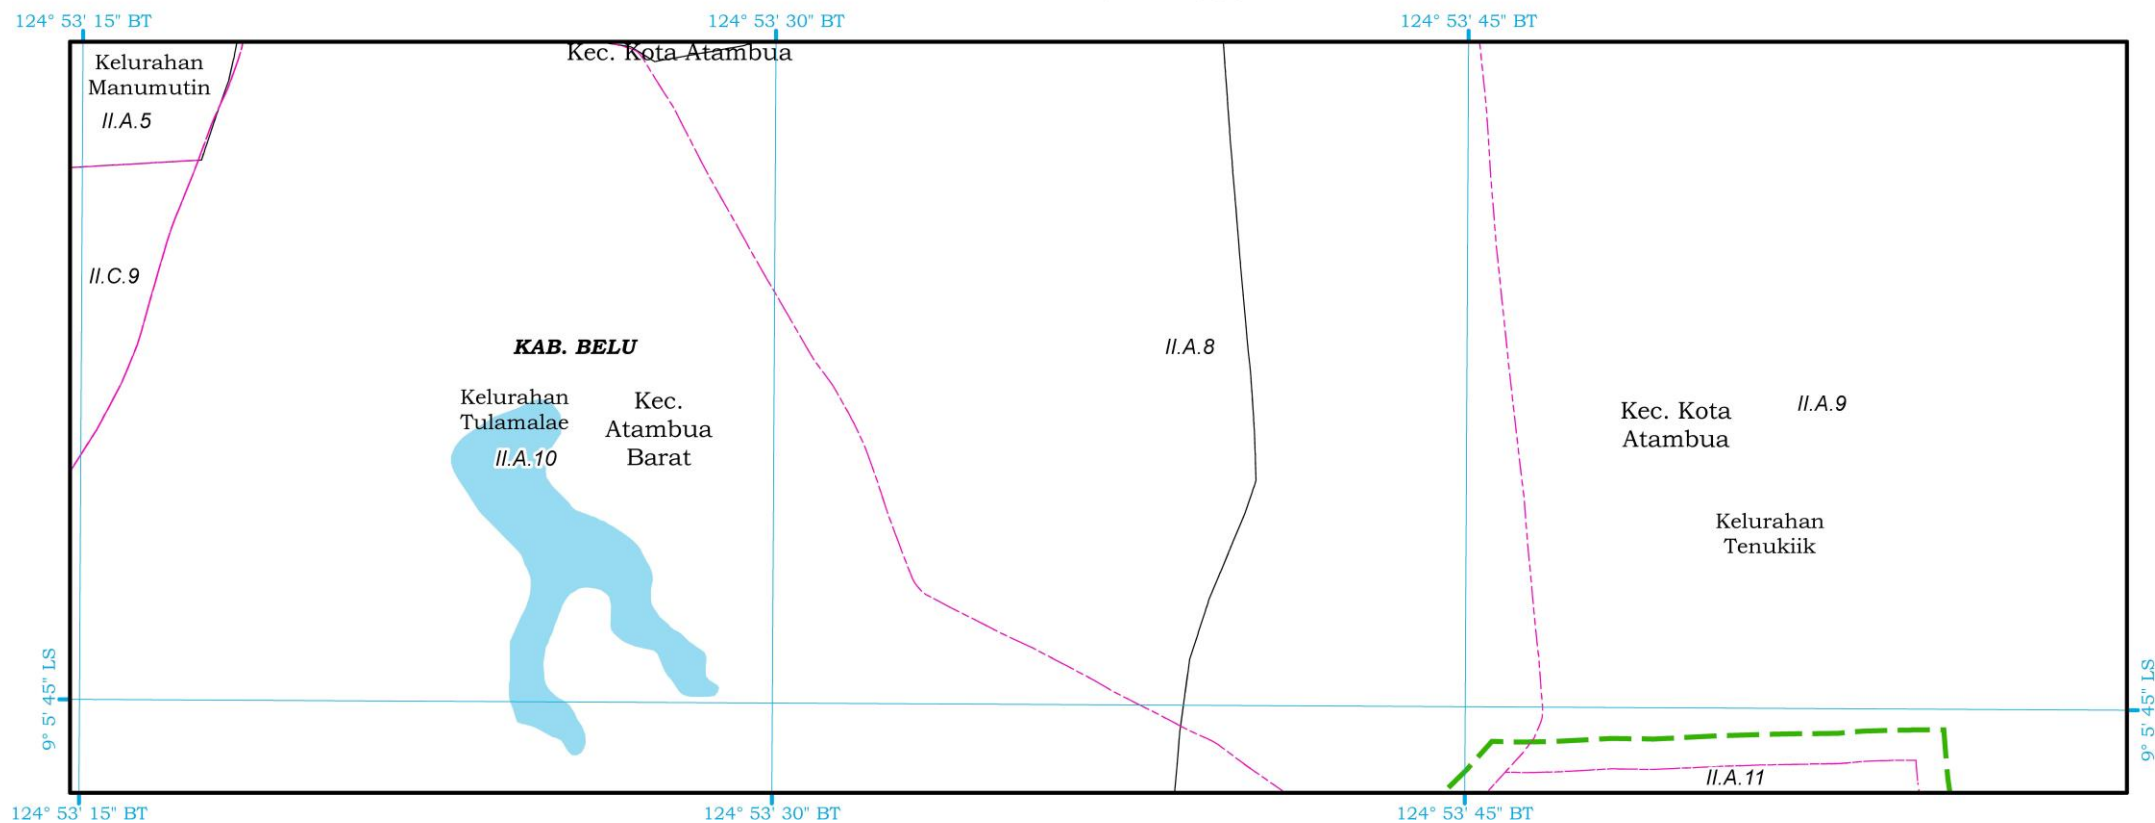 124° 53' 15" BT
124° 53' 30" BT
124° 53' 45" BT
Kec. Kota Atambua
Kelurahan
Manumutin
II.A.5
II.C.9
KAB. BELU
II.A.8
Kelurahan
Tulamalae
II.A.10
Kec.
Atambua
Barat
Kec. Kota
Atambua
II.A.9
Kelurahan
Tenukiik
9° 5' 45" LS
9° 5' 45" LS
II.A.11
124° 53' 15" BT
124° 53' 30" BT
124° 53' 45" BT